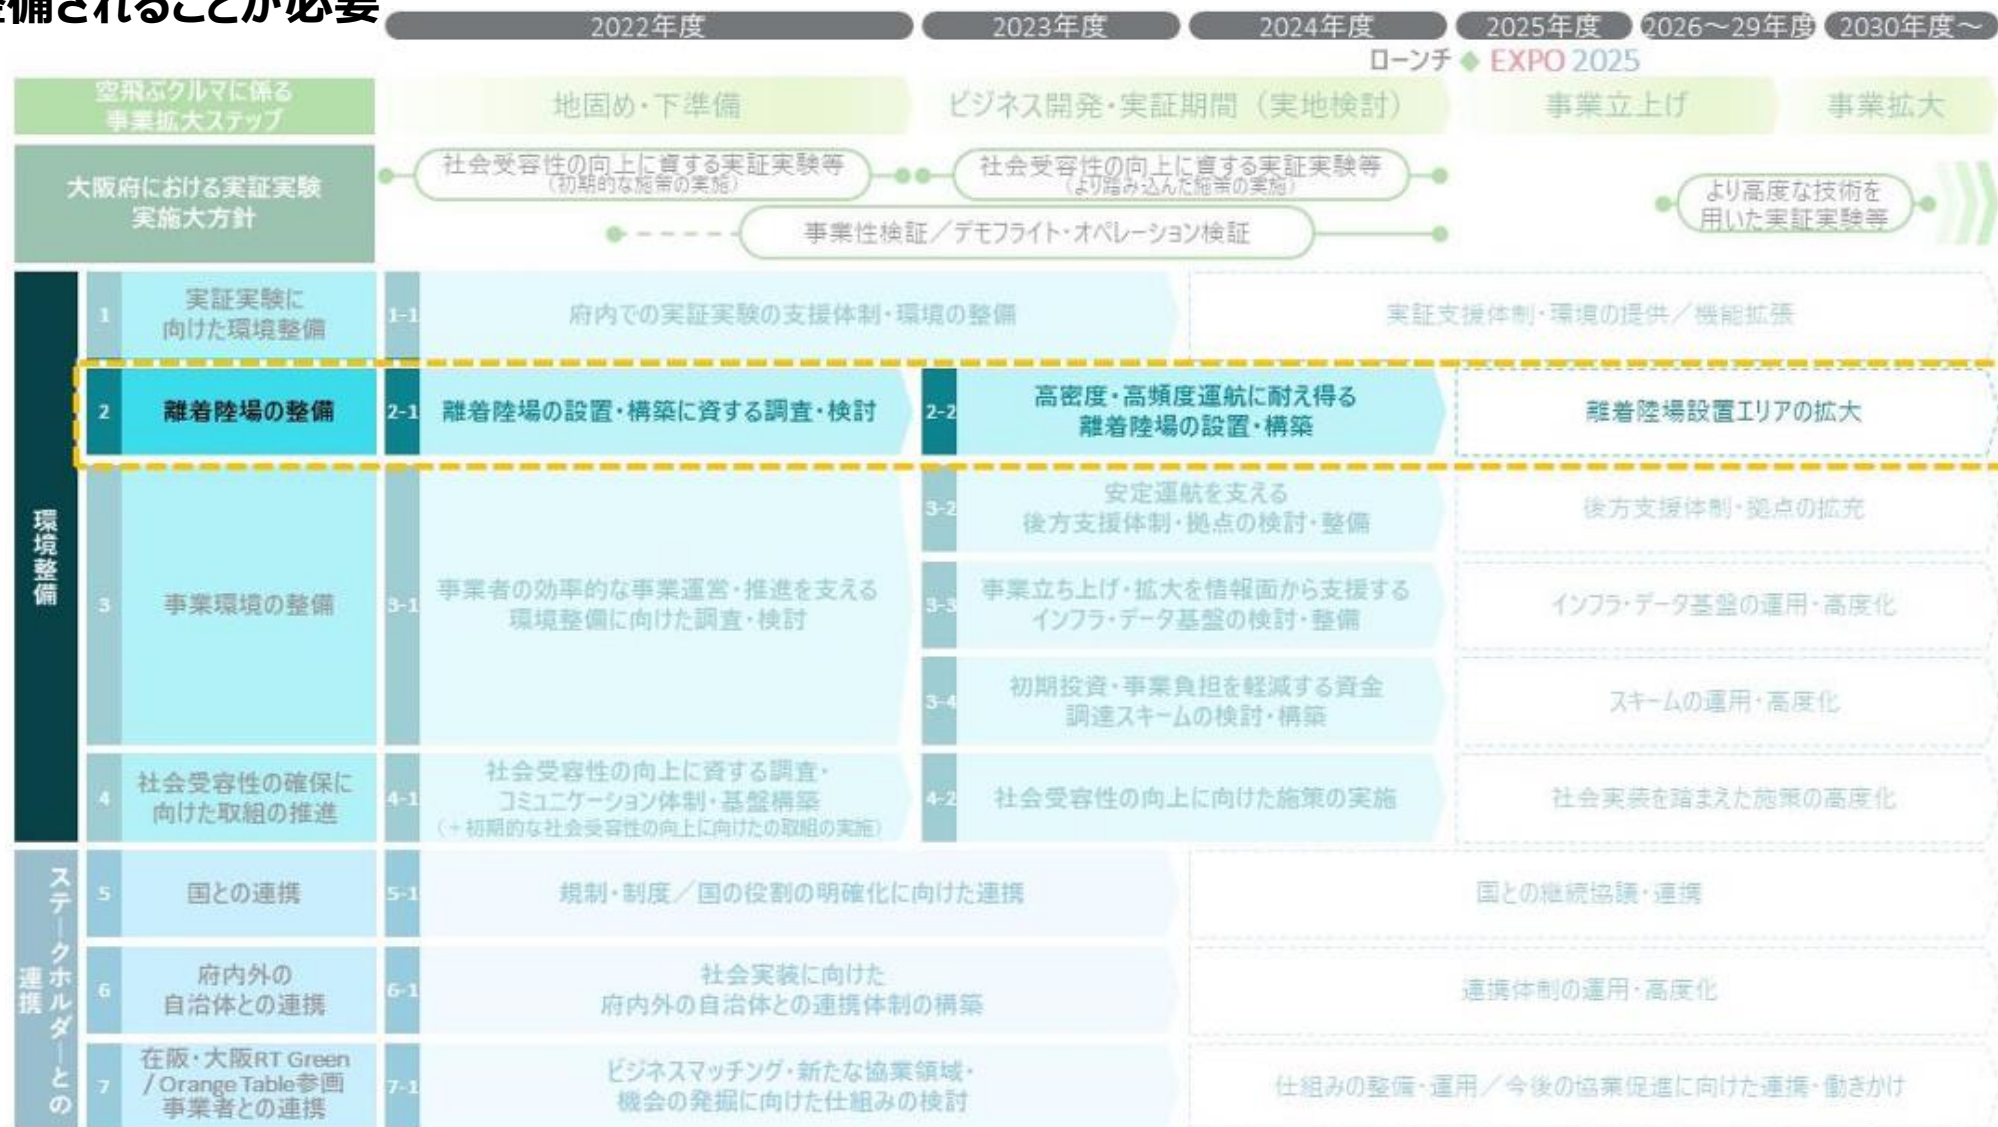 備されることが必要
2022年度
2023年度
2024年度
2025年度
2026～29年度
2030年度～
ローンチ ◆ EXPO 2025
空飛ぶクルマに係る
事業拡大ステップ
地固め・下準備
ビジネス開発・実証期間（実地検討）
事業立上げ
事業拡大
大阪府における実証実験
実施大方針
社会受容性の向上に資する実証実験等
（初期的な施策の実施）
社会受容性の向上に資する実証実験等
（より踏み込んだ施策の実施）
事業性検証／デモフライト・オペレーション検証
より高度な技術を
用いた実証実験等
環境整備
1
実証実験に
向けた環境整備
1-1
府内での実証実験の支援体制・環境の整備
実証支援体制・環境の提供／機能拡張
2
離着陸場の整備
2-1
離着陸場の設置・構築に資する調査・検討
2-2
高密度・高頻度運航に耐え得る
離着陸場の設置・構築
離着陸場設置エリアの拡大
3
事業環境の整備
3-1
事業者の効率的な事業運営・推進を支える
環境整備に向けた調査・検討
3-2
安定運航を支える
後方支援体制・拠点の検討・整備
後方支援体制・拠点の拡充
3-3
事業立ち上げ・拡大を情報面から支援する
インフラ・データ基盤の検討・整備
インフラ・データ基盤の運用・高度化
3-4
初期投資・事業負担を軽減する資金
調達スキームの検討・構築
スキームの運用・高度化
4
社会受容性の確保に
向けた取組の推進
4-1
社会受容性の向上に資する調査・
コミュニケーション体制・基盤構築
（＋初期的な社会受容性の向上に向けたの取組の実施）
4-2
社会受容性の向上に向けた施策の実施
社会実装を踏まえた施策の高度化
ステークホルダーとの
連携
5
国との連携
5-1
規制・制度／国の役割の明確化に向けた連携
国との継続協議・連携
6
府内外の
自治体との連携
6-1
社会実装に向けた
府内外の自治体との連携体制の構築
連携体制の運用・高度化
7
在阪・大阪RT Green
/Orange Table参画
事業者との連携
7-1
ビジネスマッチング・新たな協業領域・
機会の発掘に向けた仕組みの検討
仕組みの整備・運用／今後の協業促進に向けた連携・働きかけ